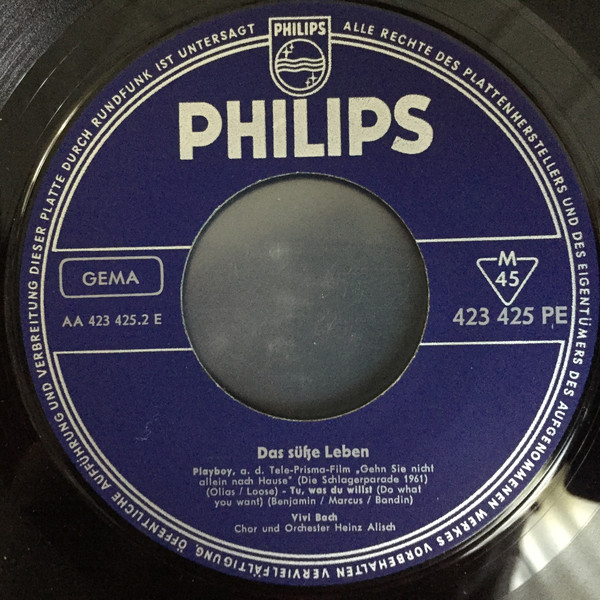 ALLE RECHTE DES PLATTENHERSTELLERS UND DES EIGENTÜMERS DES AUFGENOMMENEN WERKES VORBEHALTEN VERVIELFÄLTIGUNG ÖFFENTLICHE AUFFÜHRUNG UND VERBREITUNG DIESER PLATTE DURCH RUNDFUNK IST UNTERSAGT
PHILIPS
PHILIPS
GEMA
M
45
AA 423 425.2 E
423 425 PE
Das süße Leben
Playboy, a. d. Tele-Prisma-Film „Gehn Sie nicht
allein nach Hause" (Die Schlagerparade 1961)
(Olias / Loose) - Tu, was du willst (Do what
you want) (Benjamin / Marcus / Bandin)
Vivi Bach
Chor und Orchester Heinz Alisch